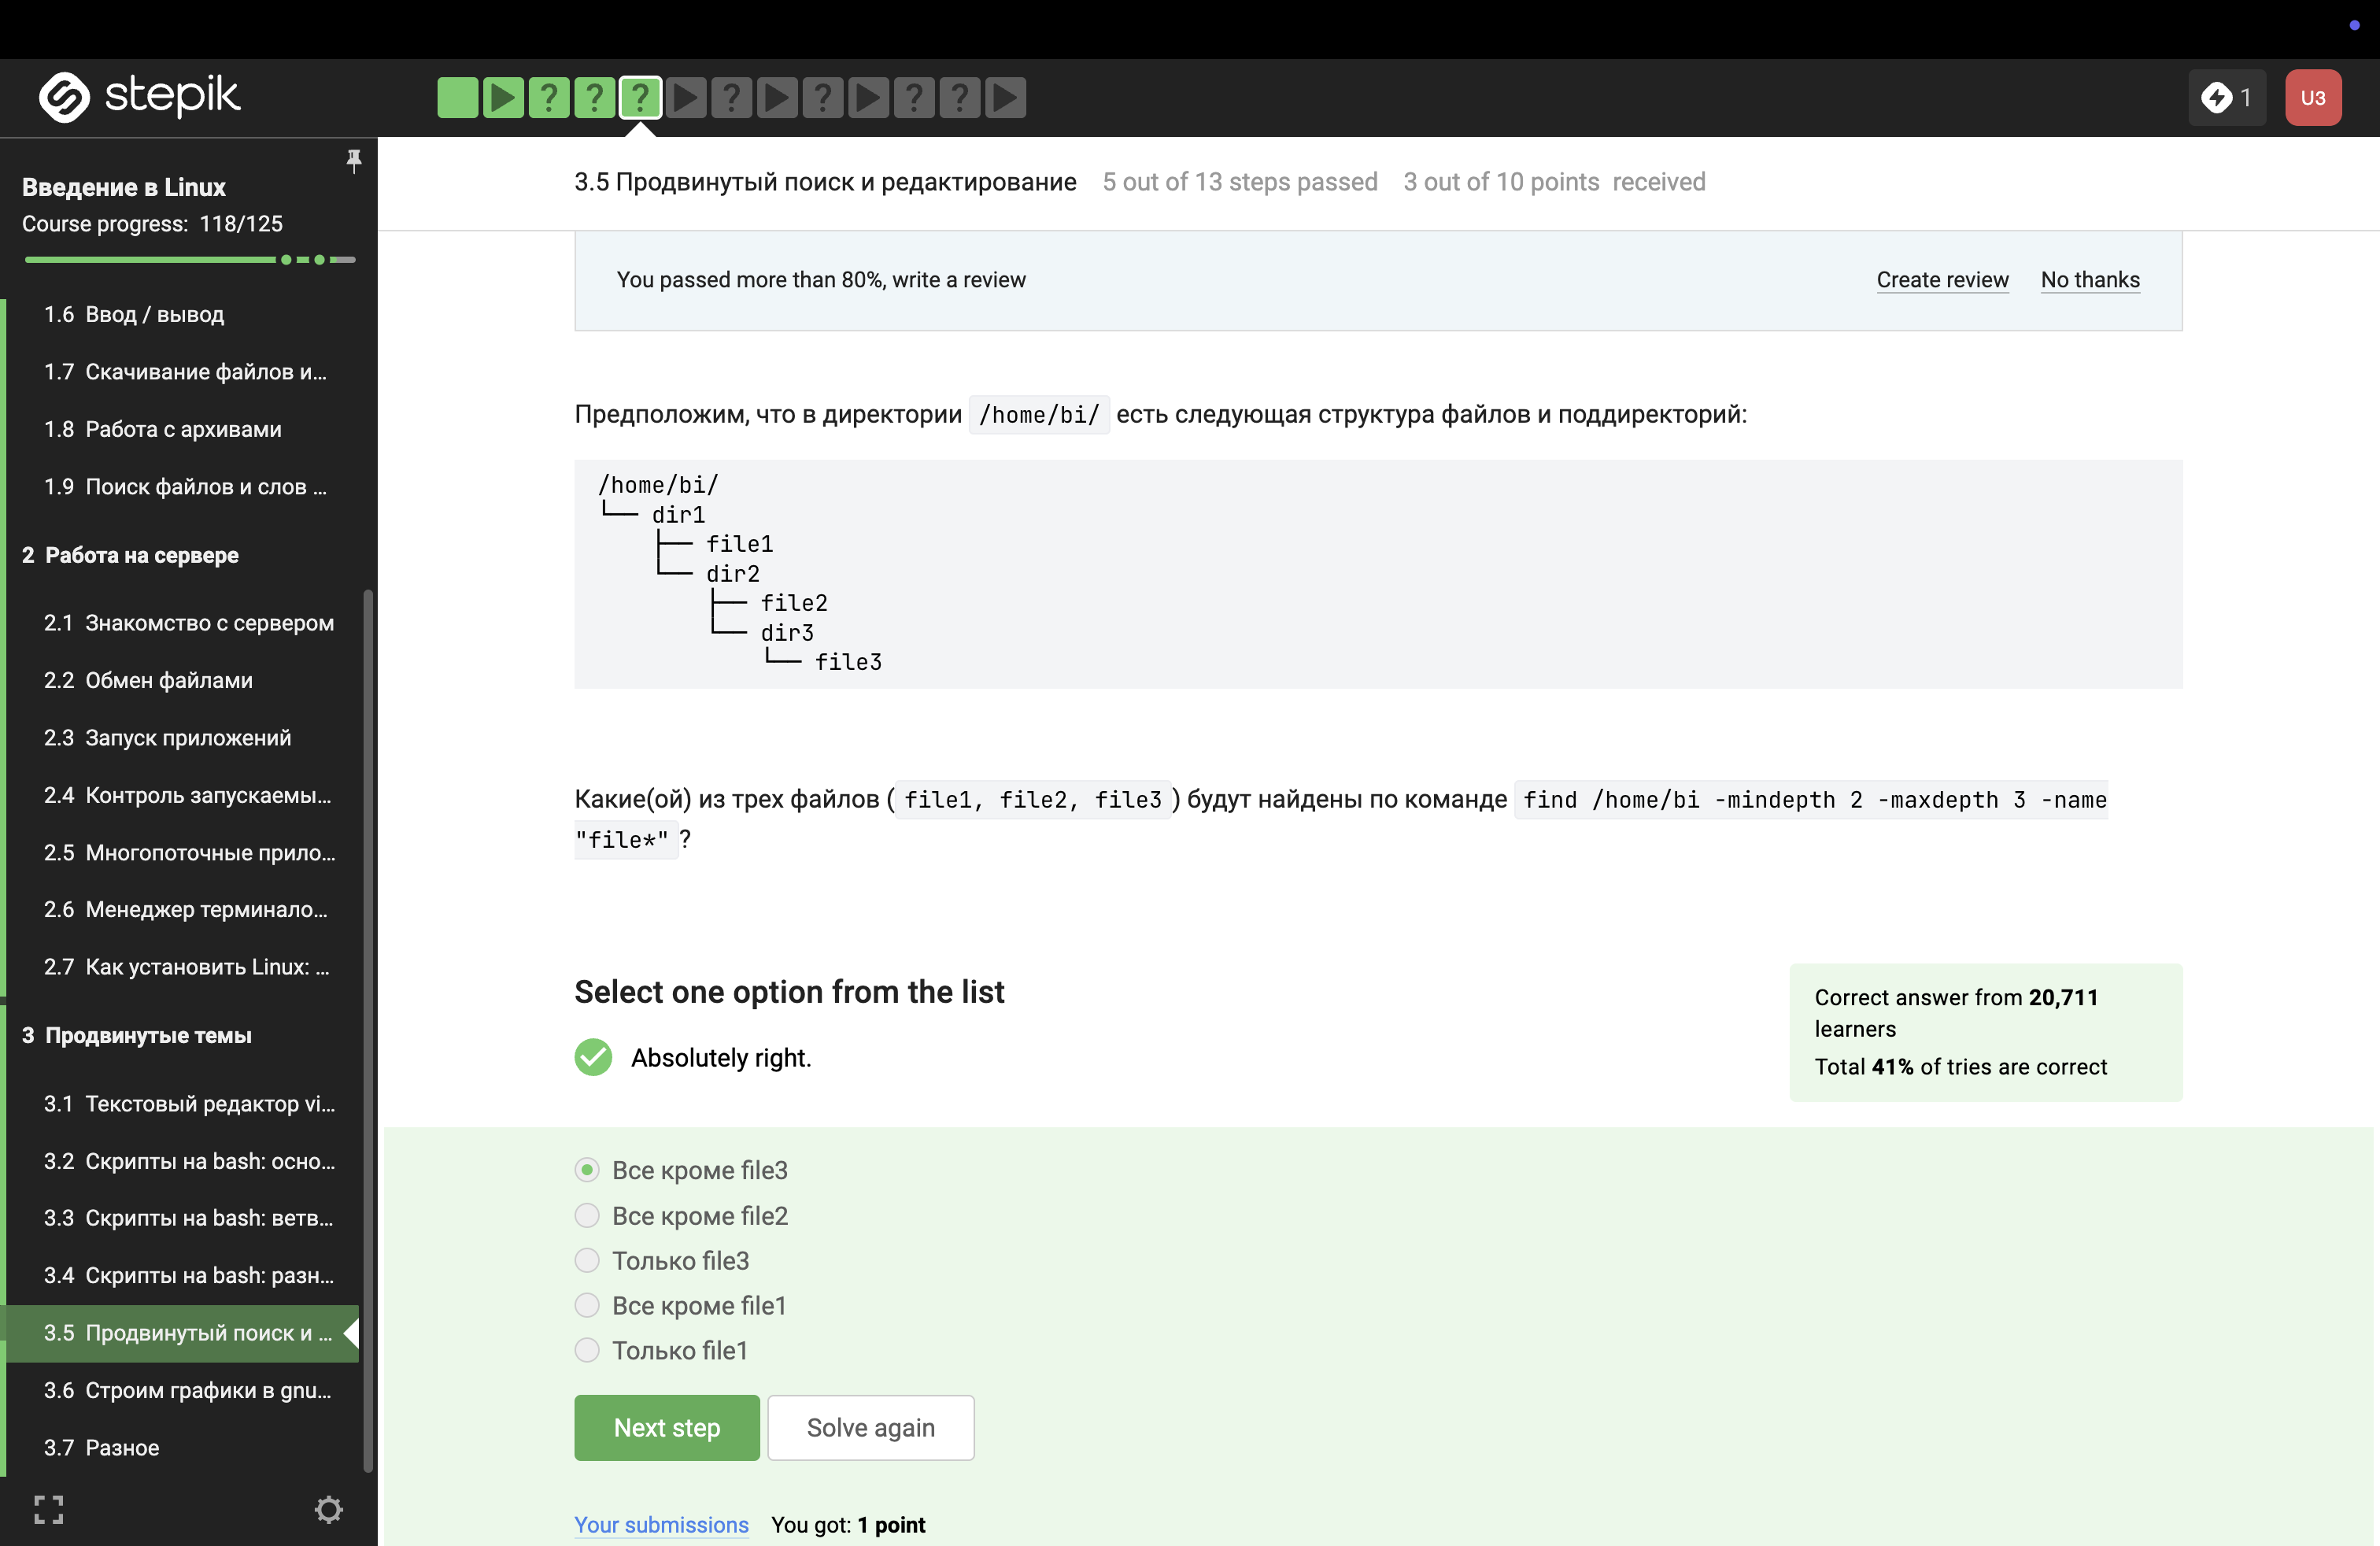 stepik
? ? ? ? ? ? ?
1
U3
Введение в Linux
Course progress: 118/125
1.6 Ввод / вывод
1.7 Скачивание файлов и...
1.8 Работа с архивами
1.9 Поиск файлов и слов ...
2 Работа на сервере
2.1 Знакомство с сервером
2.2 Обмен файлами
2.3 Запуск приложений
2.4 Контроль запускаемы...
2.5 Многопоточные прило...
2.6 Менеджер терминало...
2.7 Как установить Linux: ...
3 Продвинутые темы
3.1 Текстовый редактор vi...
3.2 Скрипты на bash: осно...
3.3 Скрипты на bash: ветв...
3.4 Скрипты на bash: разн...
3.5 Продвинутый поиск и ...
3.6 Строим графики в gnu...
3.7 Разное
3.5 Продвинутый поиск и редактирование 5 out of 13 steps passed 3 out of 10 points received
You passed more than 80%, write a review Create review No thanks
Предположим, что в директории /home/bi/ есть следующая структура файлов и поддиректорий:
/home/bi/
└── dir1
    ├── file1
    └── dir2
        ├── file2
        └── dir3
            └── file3
Какие(ой) из трех файлов ( file1, file2, file3 ) будут найдены по команде find /home/bi -mindepth 2 -maxdepth 3 -name
"file*" ?
Select one option from the list
Absolutely right.
Correct answer from 20,711
learners
Total 41% of tries are correct
Все кроме file3
Все кроме file2
Только file3
Все кроме file1
Только file1
Next step Solve again
Your submissions You got: 1 point